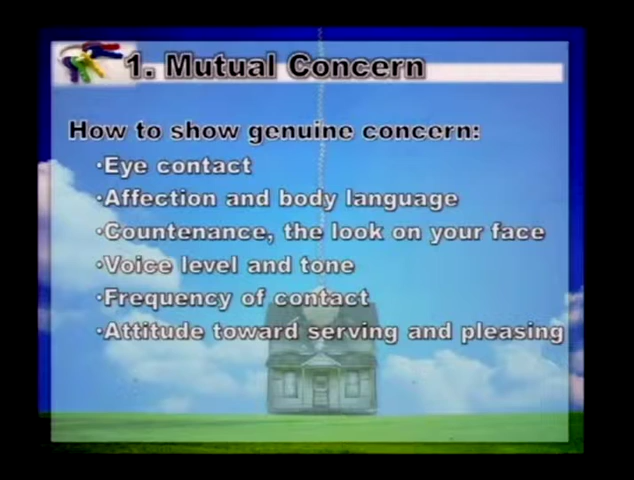 1. Mutual Concern
How to show genuine concern:
·Eye contact
·Affection and body language
·Countenance, the look on your face
·Voice level and tone
·Frequency of contact
·Attitude toward serving and pleasing